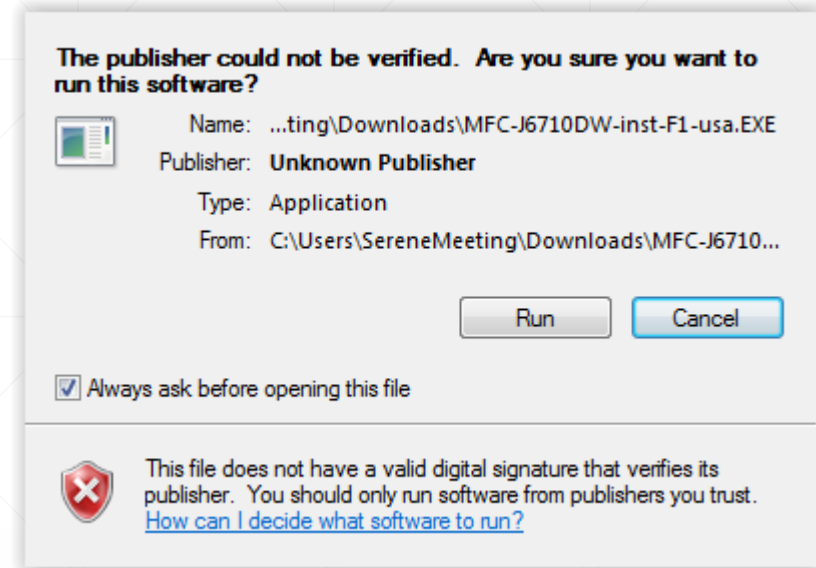 The publisher could not be verified. Are you sure you want to
run this software?
Name: ...ting\Downloads\MFC-J6710DW-inst-F1-usa.EXE
Publisher: Unknown Publisher
Type: Application
From: C:\Users\SereneMeeting\Downloads\MFC-J6710...
Run Cancel
Always ask before opening this file
This file does not have a valid digital signature that verifies its
publisher. You should only run software from publishers you trust.
How can I decide what software to run?